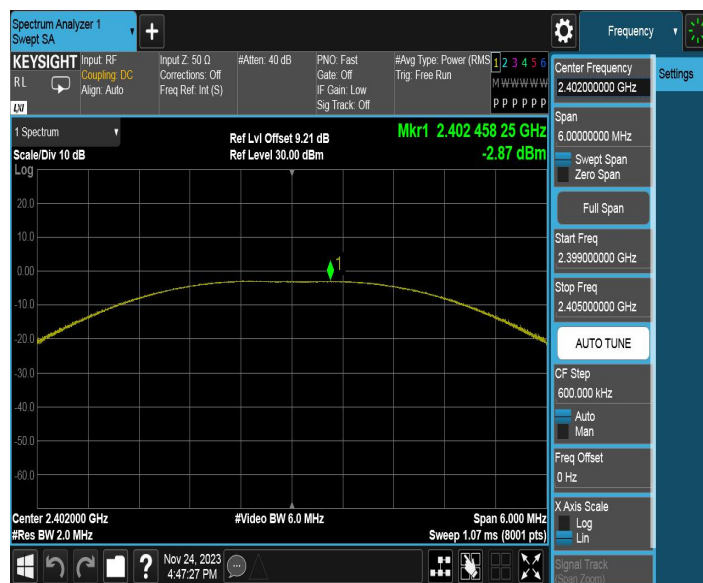 Spectrum Analyzer 1
Swept SA
+
Frequency
KEYSIGHT
RL
LXI
Input: RF
Coupling: DC
Align: Auto
Input Z: 50 Ω
Corrections: Off
Freq Ref: Int (S)
#Atten: 40 dB
PNO: Fast
Gate: Off
IF Gain: Low
Sig Track: Off
#Avg Type: Power (RMS
Trig: Free Run
1 2 3 4 5 6
M W W W W W
P P P P P P
1 Spectrum
Scale/Div 10 dB
Ref Lvl Offset 9.21 dB
Ref Level 30.00 dBm
Mkr1 2.402 458 25 GHz
-2.87 dBm
Log
20.0
10.0
0.00
-10.0
-20.0
-30.0
-40.0
-50.0
-60.0
1
Center 2.402000 GHz
#Res BW 2.0 MHz
#Video BW 6.0 MHz
Span 6.000 MHz
Sweep 1.07 ms (8001 pts)
Nov 24, 2023
4:47:27 PM
?
Center Frequency
2.402000000 GHz
Settings
Span
6.00000000 MHz
Swept Span
Zero Span
Full Span
Start Freq
2.399000000 GHz
Stop Freq
2.405000000 GHz
AUTO TUNE
CF Step
600.000 kHz
Auto
Man
Freq Offset
0 Hz
X Axis Scale
Log
Lin
Signal Track
(Span Zoom)